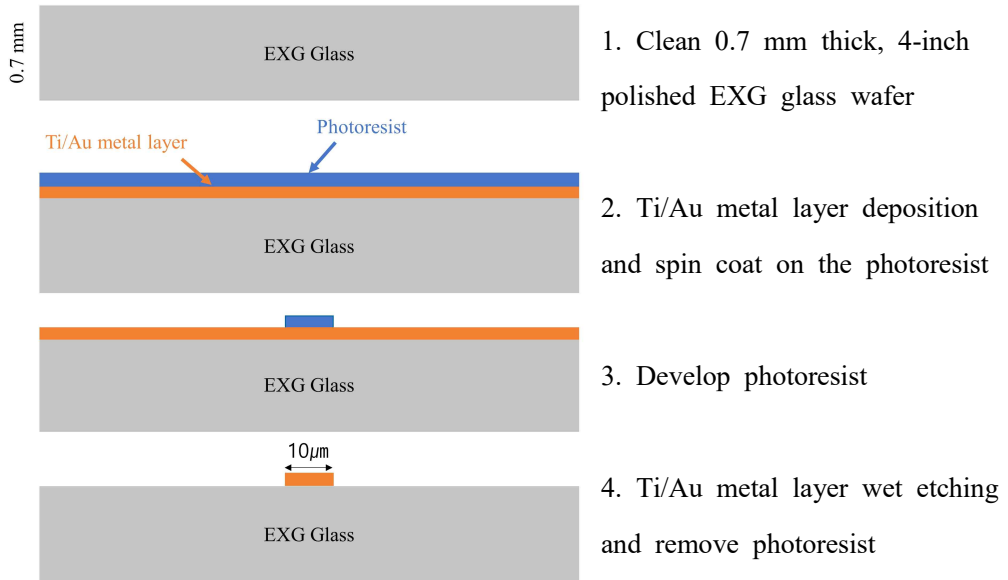 0.7 mm
EXG Glass
1. Clean 0.7 mm thick, 4-inch
polished EXG glass wafer
Photoresist
Ti/Au metal layer
EXG Glass
2. Ti/Au metal layer deposition
and spin coat on the photoresist
EXG Glass
3. Develop photoresist
10μm
EXG Glass
4. Ti/Au metal layer wet etching
and remove photoresist